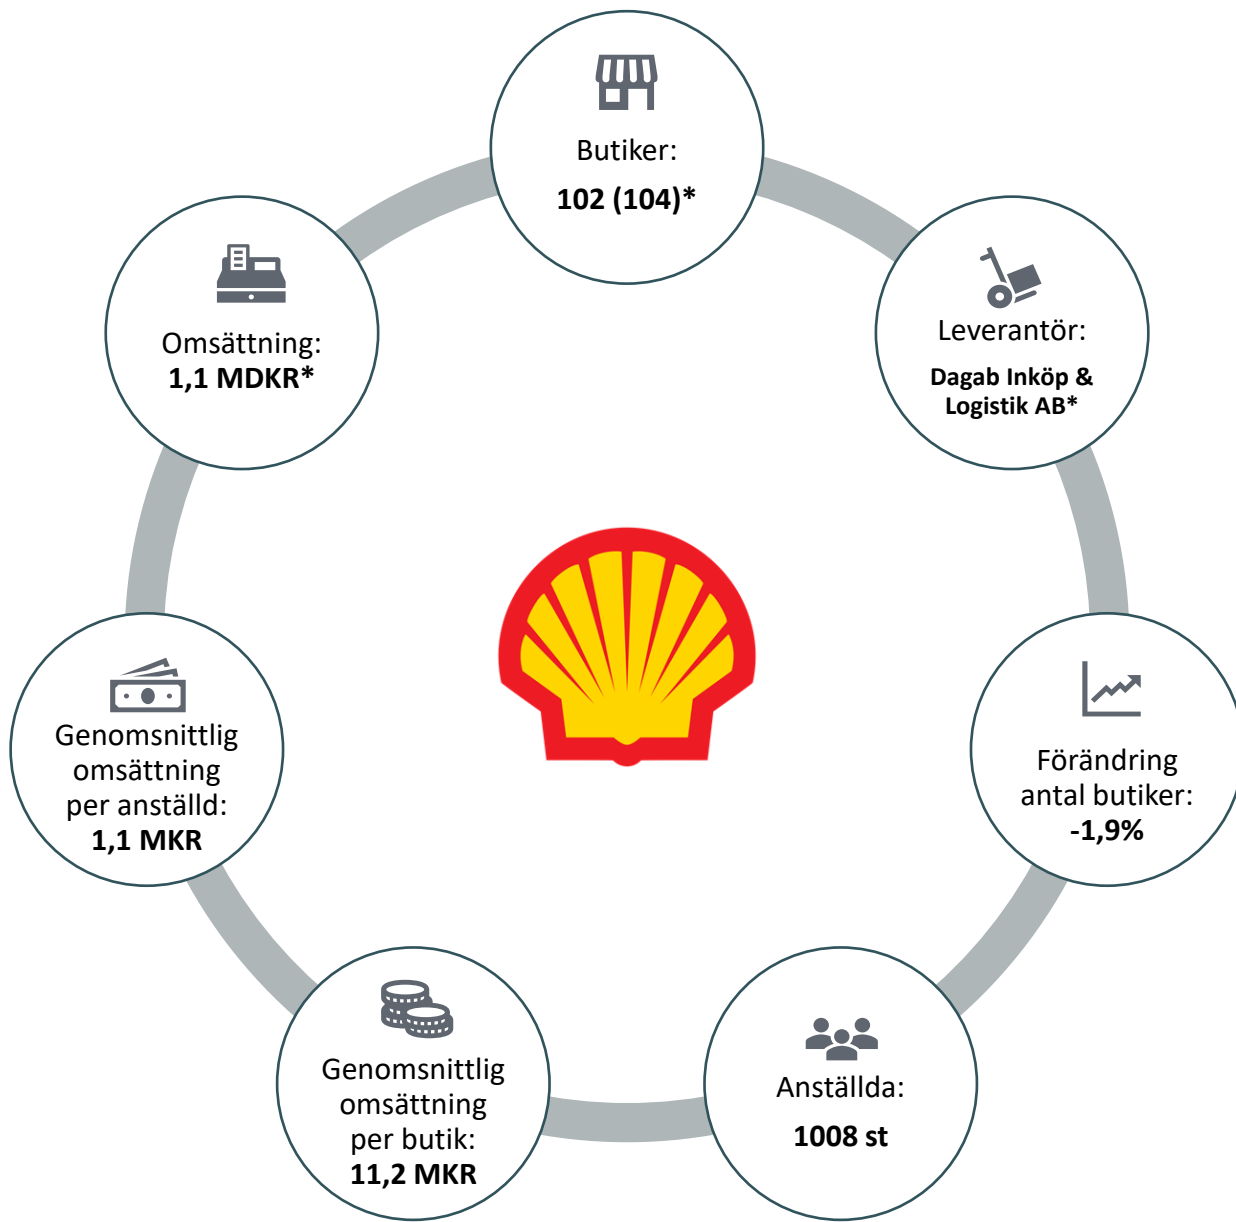 Butiker:
102 (104)*
Leverantör:
Dagab Inköp &
Logistik AB*
Förändring
antal butiker:
-1,9%
Anställda:
1008 st
Genomsnittlig
omsättning
per butik:
11,2 MKR
Genomsnittlig
omsättning
per anställd:
1,1 MKR
Omsättning:
1,1 MDKR*